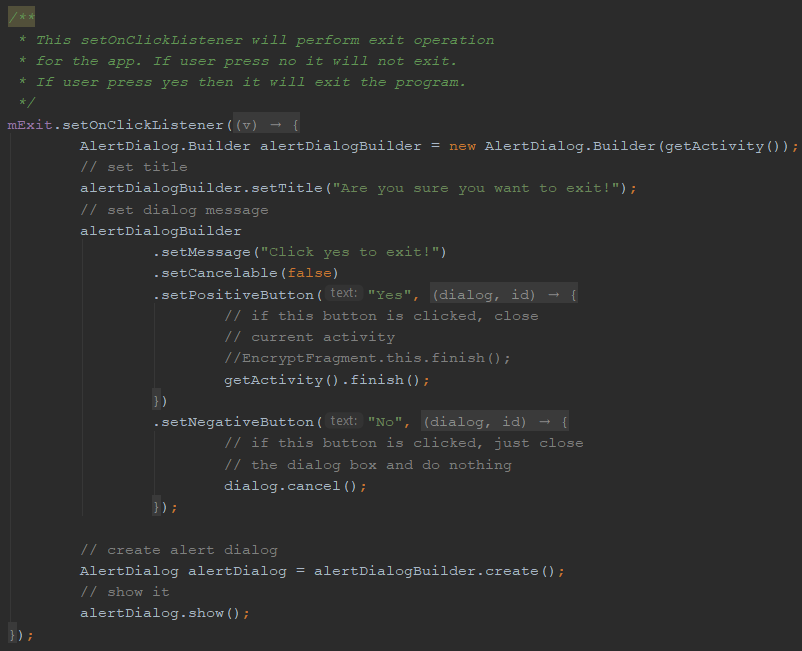 /**
 * This setOnClickListener will perform exit operation
 * for the app. If user press no it will not exit.
 * If user press yes then it will exit the program.
 */
mExit.setOnClickListener((v) → {
        AlertDialog.Builder alertDialogBuilder = new AlertDialog.Builder(getActivity());
        // set title
        alertDialogBuilder.setTitle("Are you sure you want to exit!");
        // set dialog message
        alertDialogBuilder
                .setMessage("Click yes to exit!")
                .setCancelable(false)
                .setPositiveButton( text: "Yes", (dialog, id) → {
                        // if this button is clicked, close
                        // current activity
                        //EncryptFragment.this.finish();
                        getActivity().finish();
                })
                .setNegativeButton( text: "No", (dialog, id) → {
                        // if this button is clicked, just close
                        // the dialog box and do nothing
                        dialog.cancel();
                });
        // create alert dialog
        AlertDialog alertDialog = alertDialogBuilder.create();
        // show it
        alertDialog.show();
});